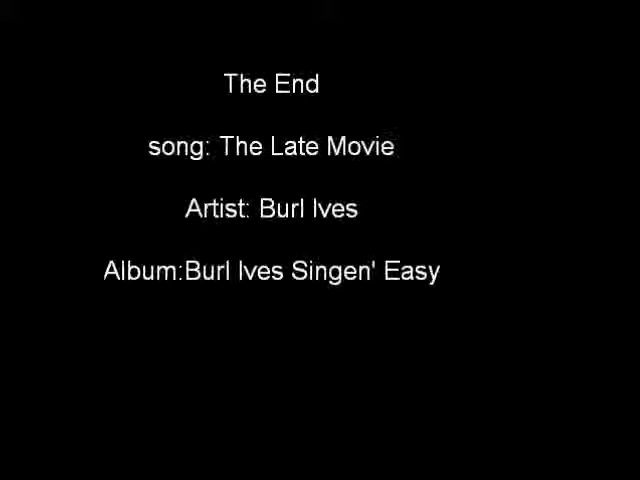 The End
song: The Late Movie
Artist: Burl Ives
Album:Burl Ives Singen' Easy